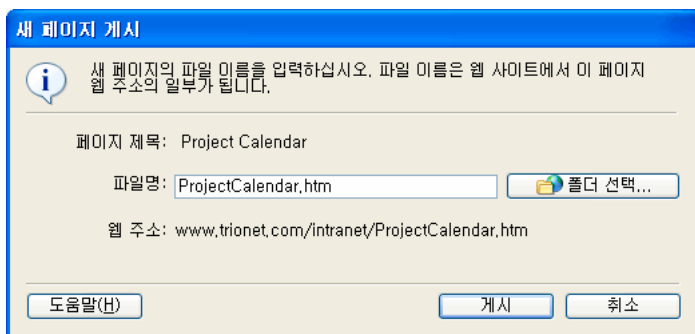 새 페이지 게시
새 페이지의 파일 이름을 입력하십시오. 파일 이름은 웹 사이트에서 이 페이지
웹 주소의 일부가 됩니다.
페이지 제목: Project Calendar
파일명: ProjectCalendar.htm 폴더 선택...
웹 주소: www.trionet.com/intranet/ProjectCalendar.htm
도움말(H) 게시 취소